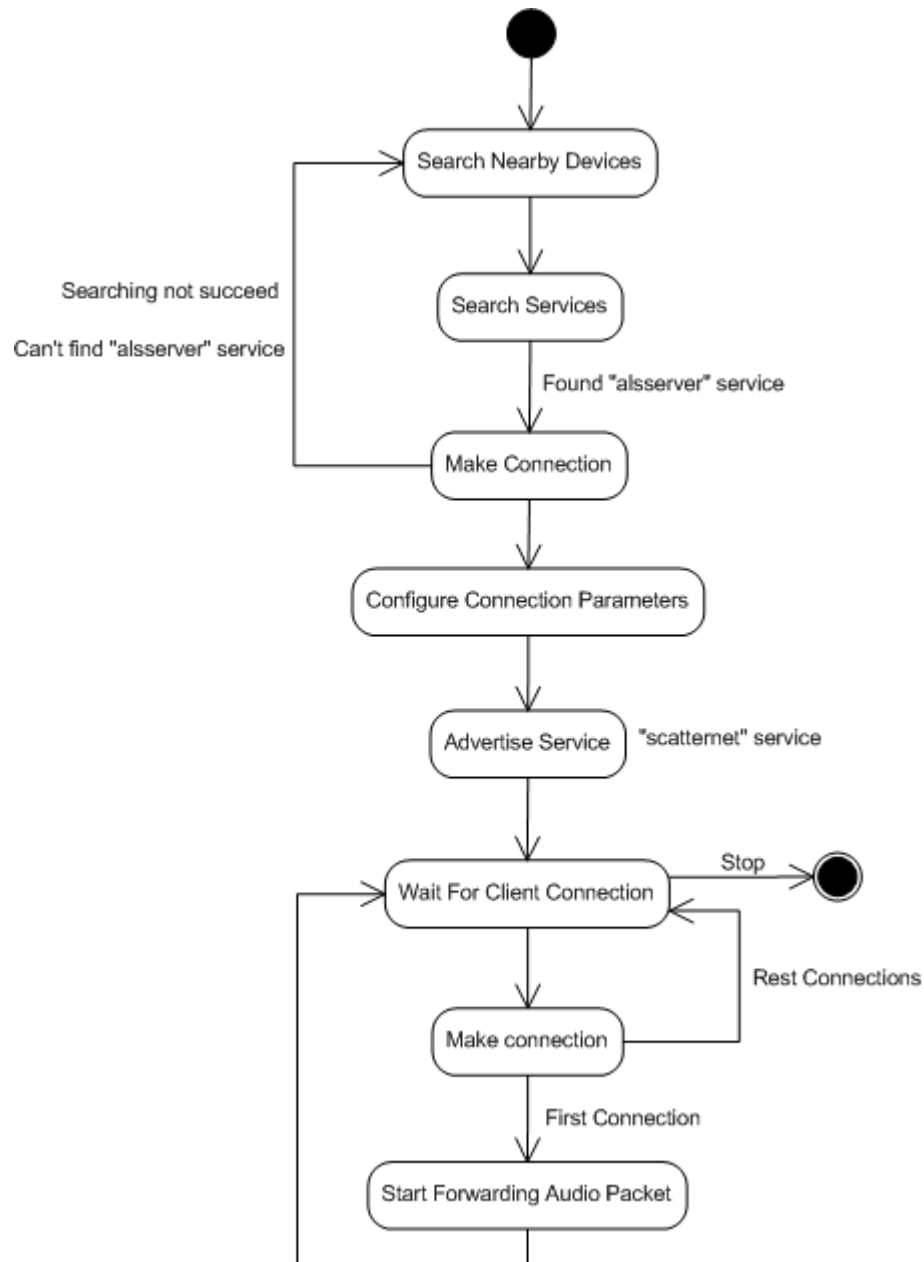 Search Nearby Devices
Searching not succeed
Search Services
Can't find "alsserver" service
Found "alsserver" service
Make Connection
Configure Connection Parameters
Advertise Service
"scatternet" service
Stop
Wait For Client Connection
Rest Connections
Make connection
First Connection
Start Forwarding Audio Packet